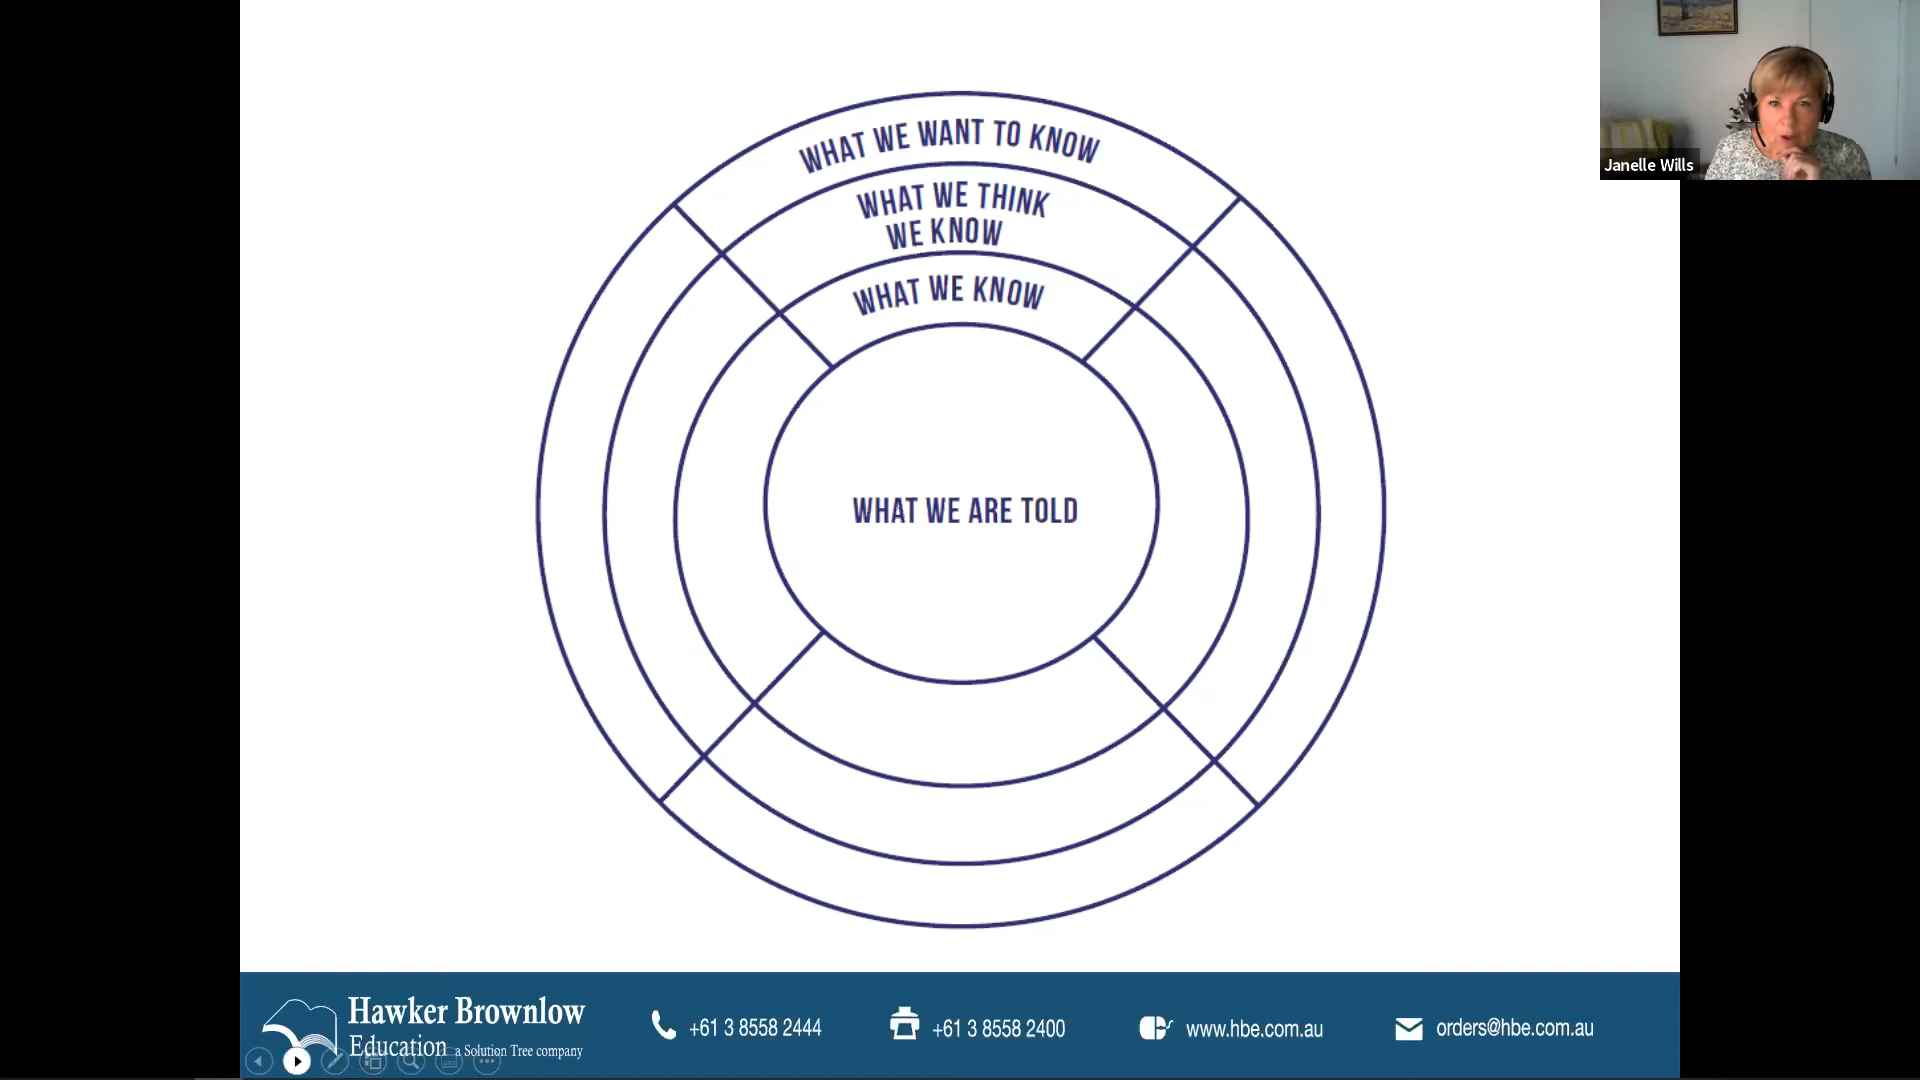 WHAT WE WANT TO KNOW
WHAT WE THINK
WE KNOW
WHAT WE KNOW
WHAT WE ARE TOLD
Janelle Wills
Hawker Brownlow
Education a Solution Tree company
+61 3 8558 2444
+61 3 8558 2400
www.hbe.com.au
orders@hbe.com.au